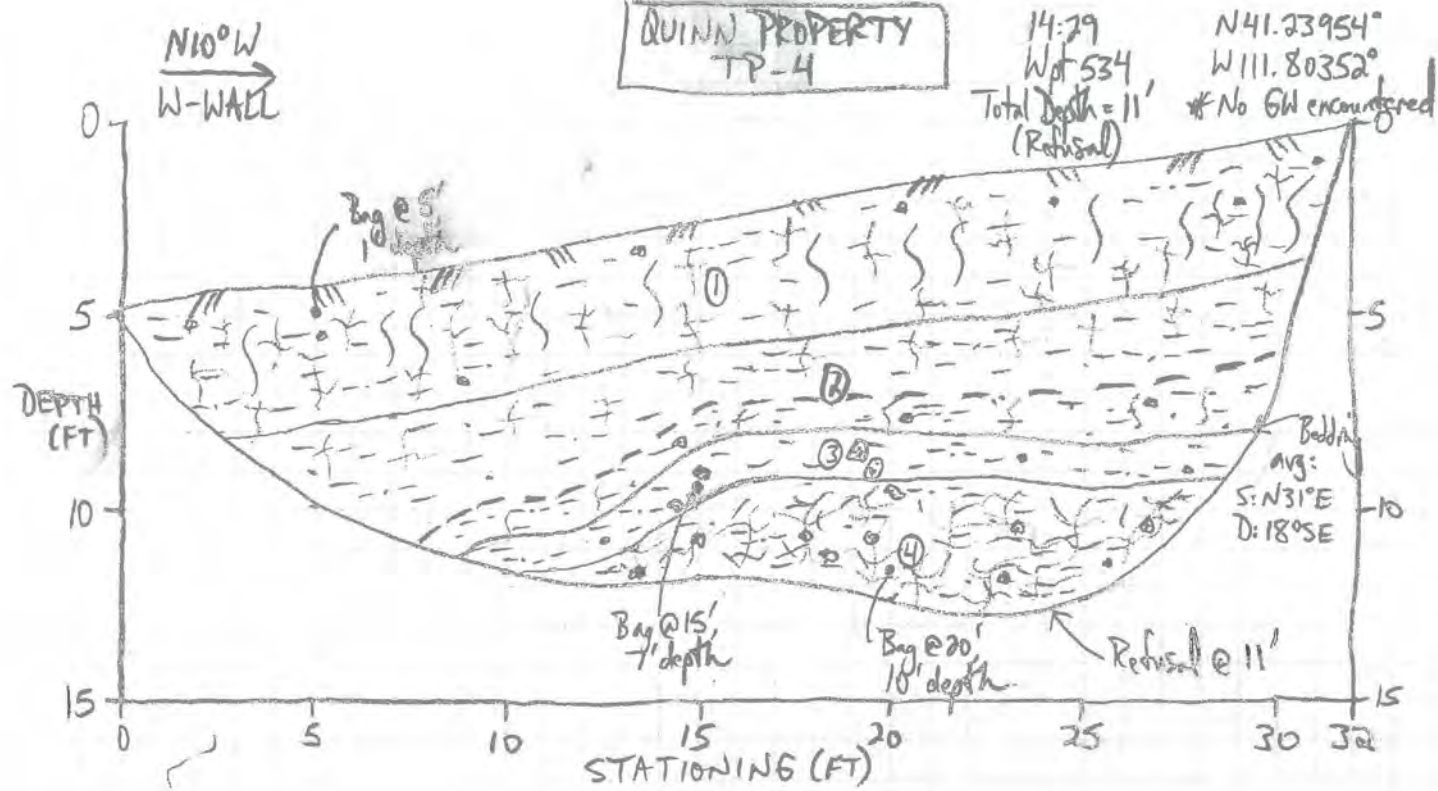 N10°W
W-WALL
QUINN PROPERTY
TP-4
14:29
Wpt 534
Total Depth = 11'
(Refusal)
N41.23954°
W111.80352°
* No GW encountered
0
5
10
15
DEPTH
(FT)
Bag @ 5',
depth
①
②
③
④
0
5
10
15
avg:
S: N31°E
D: 18°SE
Bag @ 15',
7' depth
Bag @ 20'
10' depth
Refusal @ 11'
0
5
10
15
20
25
30
32
STATIONING (FT)